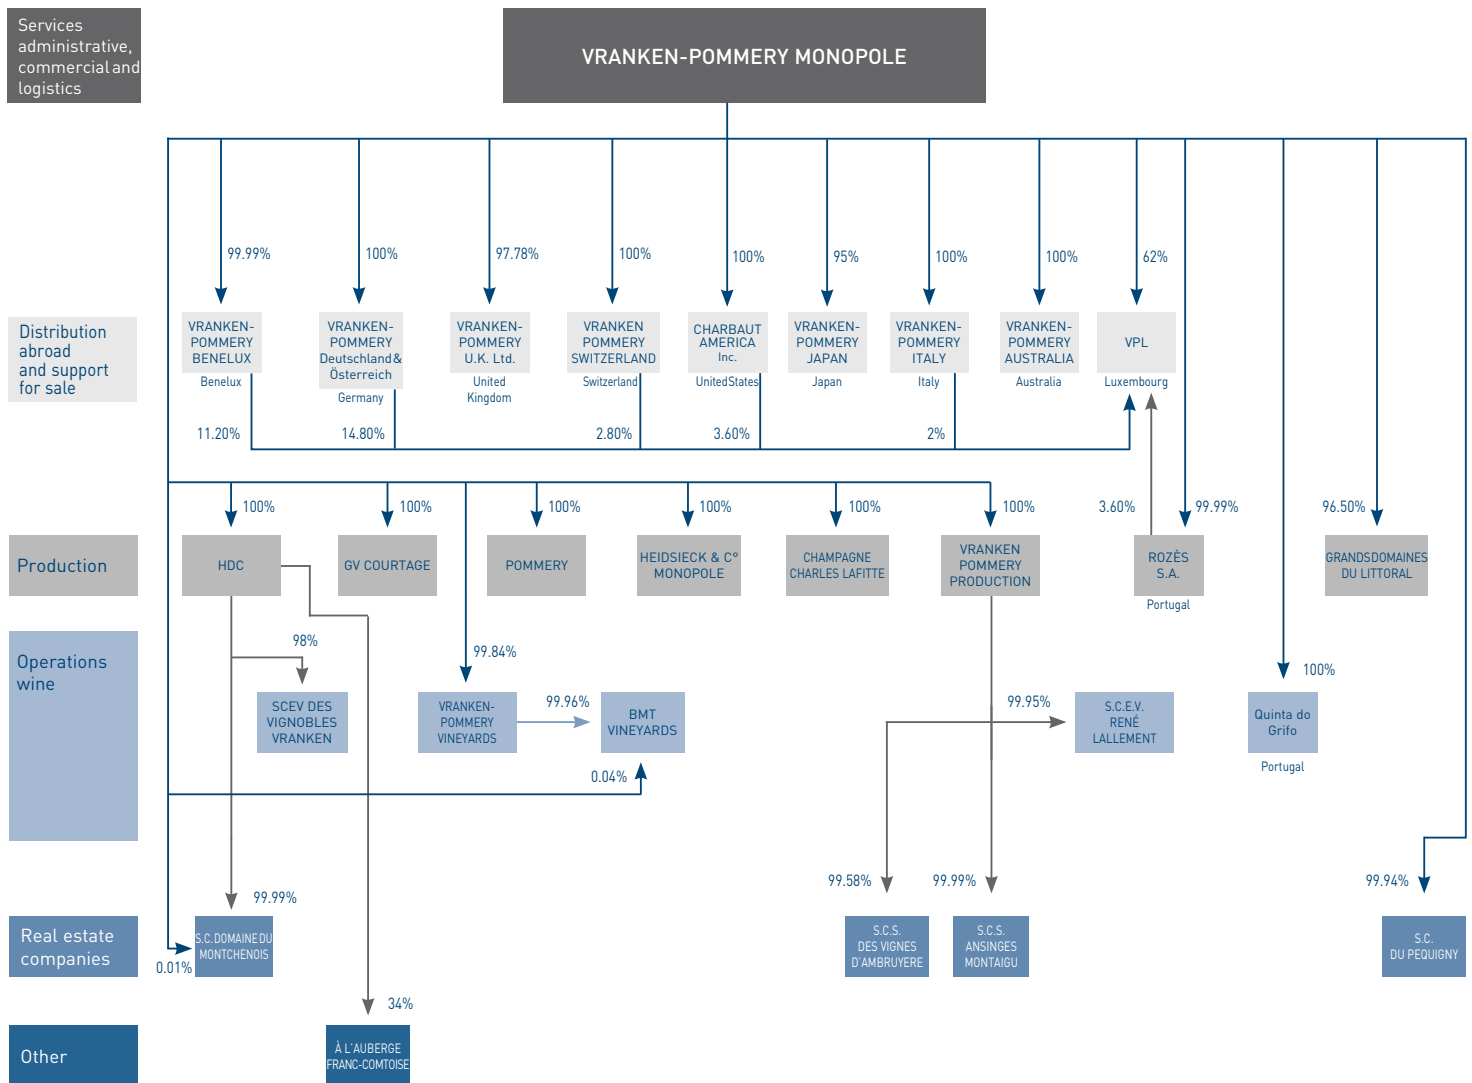 Services
administrative,
commercial and
logistics
VRANKEN-POMMERY MONOPOLE
99.99%
100%
97.78%
100%
100%
95%
100%
100%
62%
Distribution
abroad
and support
for sale
VRANKEN-
POMMERY
BENELUX
Benelux
VRANKEN-
POMMERY
Deutschland &
Österreich
Germany
VRANKEN-
POMMERY
U.K. Ltd.
United
Kingdom
VRANKEN
POMMERY
SWITZERLAND
Switzerland
CHARBAUT
AMERICA
Inc.
United States
VRANKEN-
POMMERY
JAPAN
Japan
VRANKEN-
POMMERY
ITALY
Italy
VRANKEN-
POMMERY
AUSTRALIA
Australia
VPL
Luxembourg
11.20%
14.80%
2.80%
3.60%
2%
100%
100%
100%
100%
100%
100%
3.60%
99.99%
96.50%
Production
HDC
GV COURTAGE
POMMERY
HEIDSIECK & C°
MONOPOLE
CHAMPAGNE
CHARLES LAFITTE
VRANKEN
POMMERY
PRODUCTION
ROZÈS
S.A.
Portugal
GRANDS DOMAINES
DU LITTORAL
Operations
wine
98%
99.84%
99.96%
99.95%
100%
SCEV DES
VIGNOBLES
VRANKEN
VRANKEN-
POMMERY
VINEYARDS
BMT
VINEYARDS
S.C.E.V.
RENÉ
LALLEMENT
Quinta do
Grifo
Portugal
0.04%
99.99%
99.58%
99.99%
99.94%
Real estate
companies
0.01%
S.C. DOMAINE DU
MONTCHENOIS
S.C.S.
DES VIGNES
D'AMBRUYERE
S.C.S.
ANSINGES
MONTAIGU
S.C.
DU PEQUIGNY
34%
Other
À L'AUBERGE
FRANC-COMTOISE